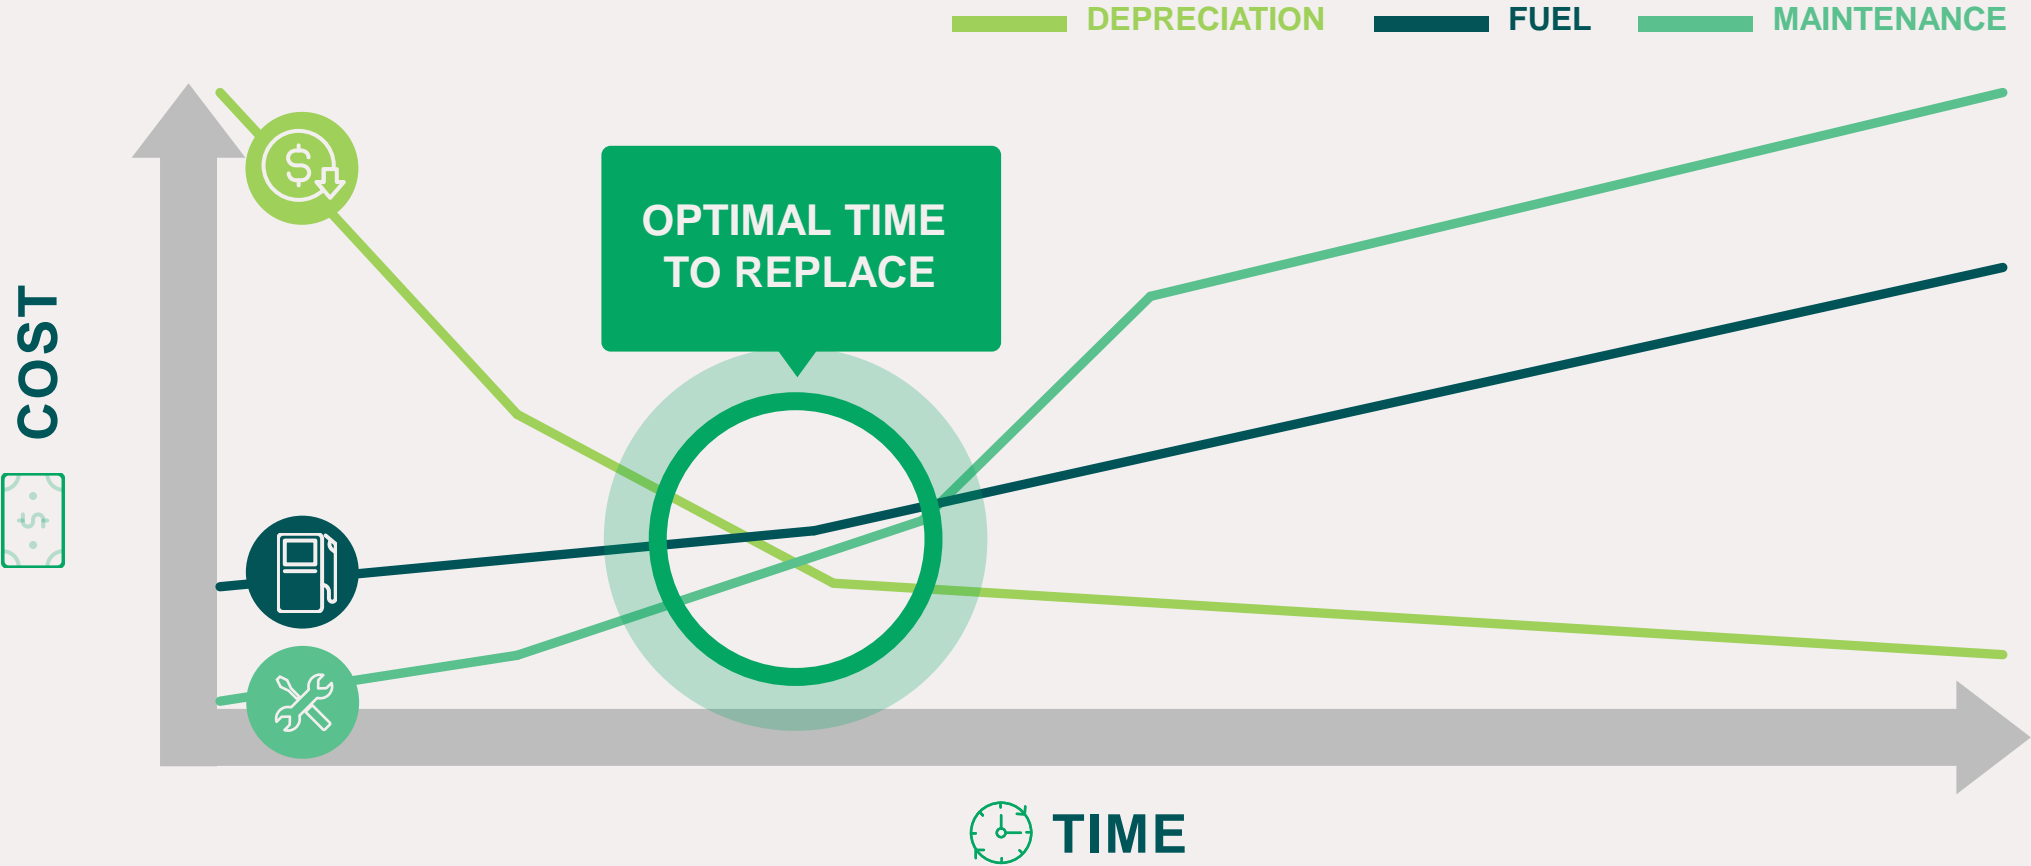 DEPRECIATION FUEL MAINTENANCE
OPTIMAL TIME
TO REPLACE
COST
$
$
TIME